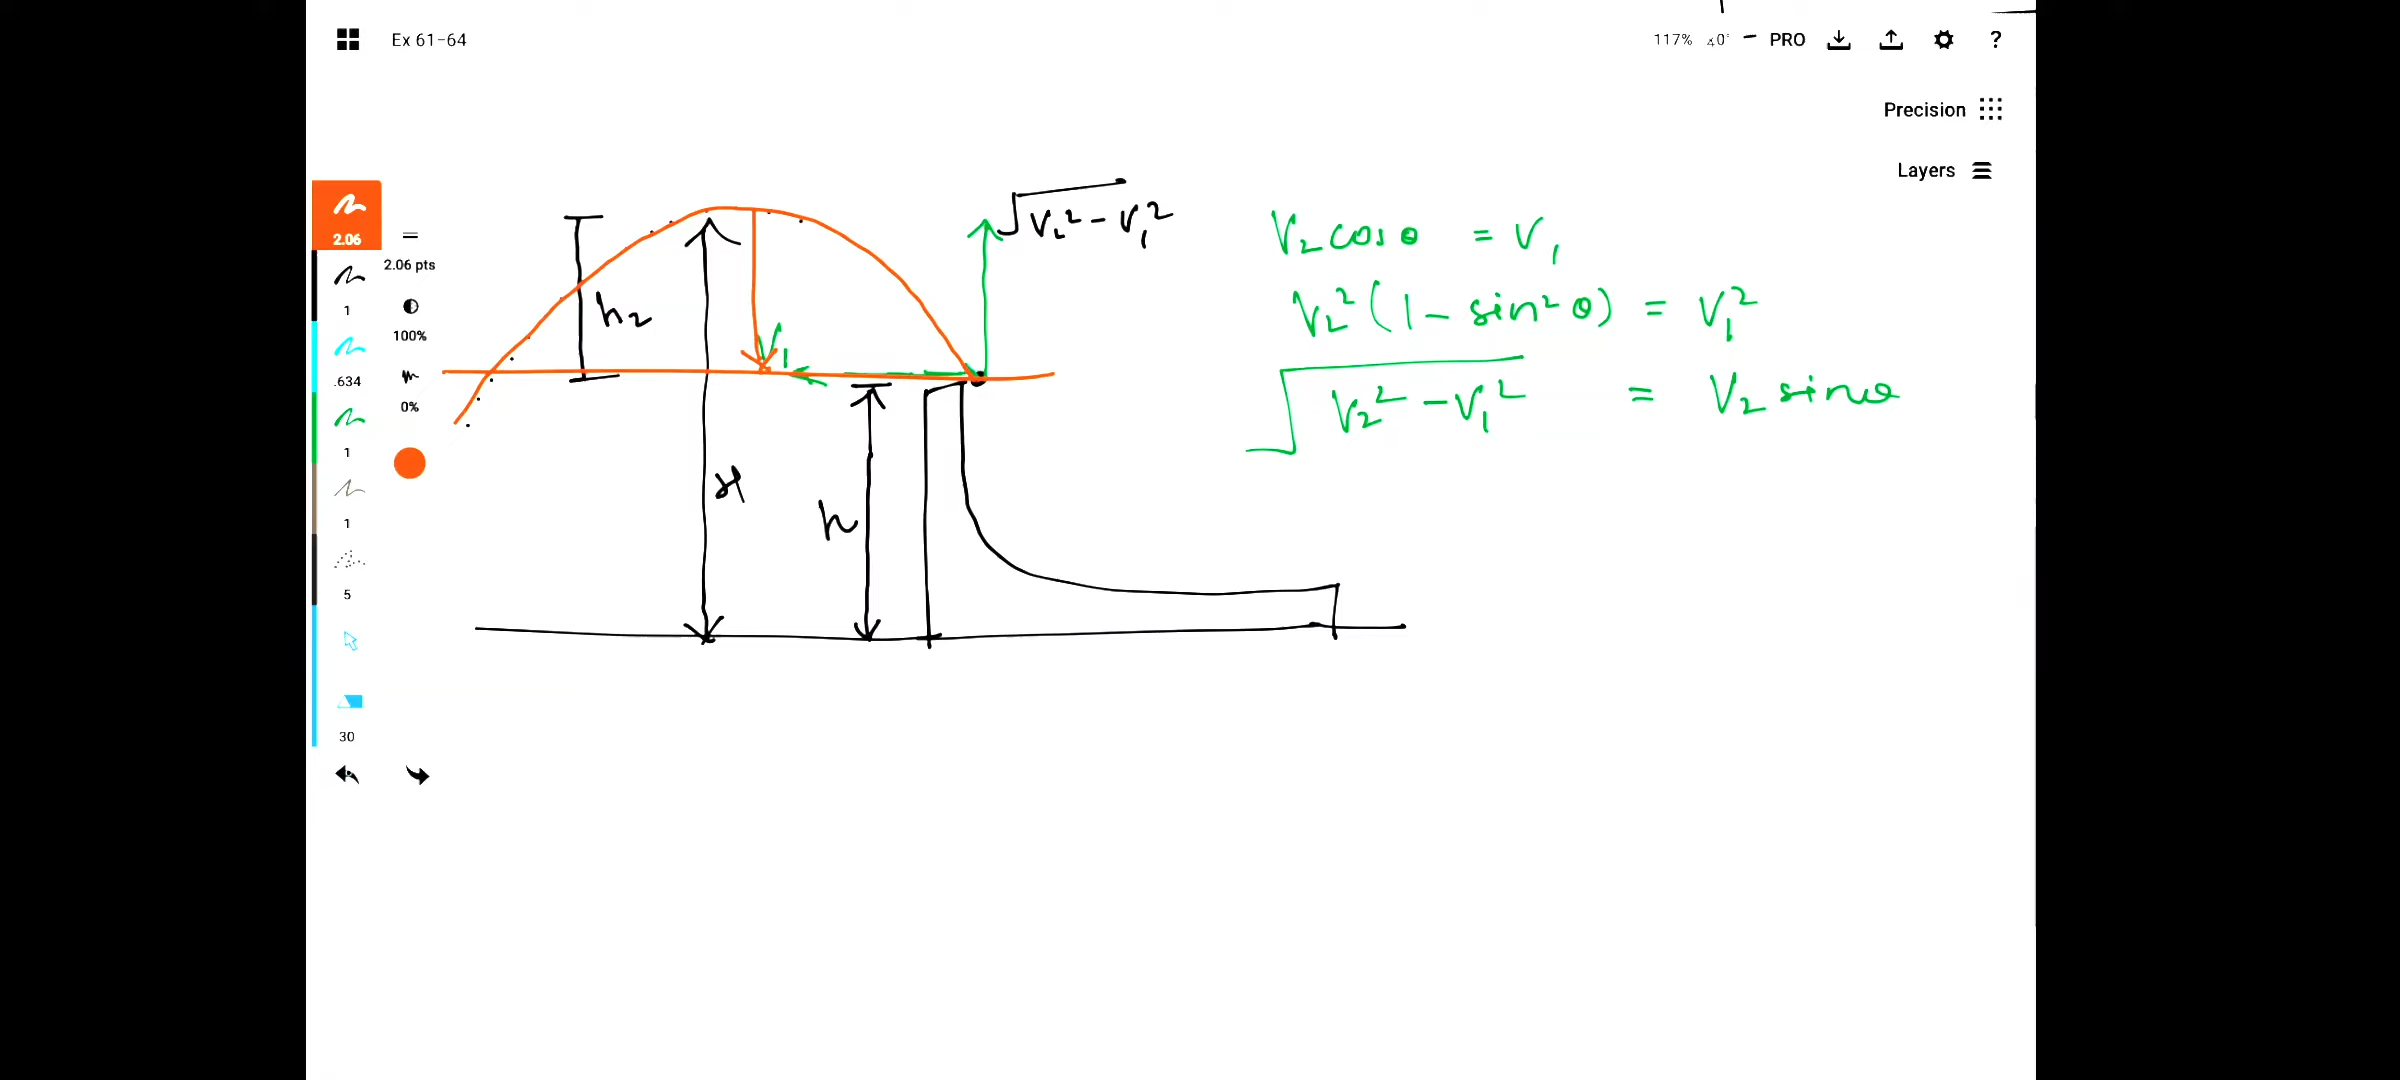 Ex 61-64
117% 40° PRO ?
Precision
Layers
2.06
2.06 pts
1
100%
.634
0%
1
1
5
30
h₂
V₁
H
h
√V₂² - V₁²
V₂ cos θ = V₁
V₂² (1 - sin² θ) = V₁²
√V₂² - V₁² = V₂ sin θ